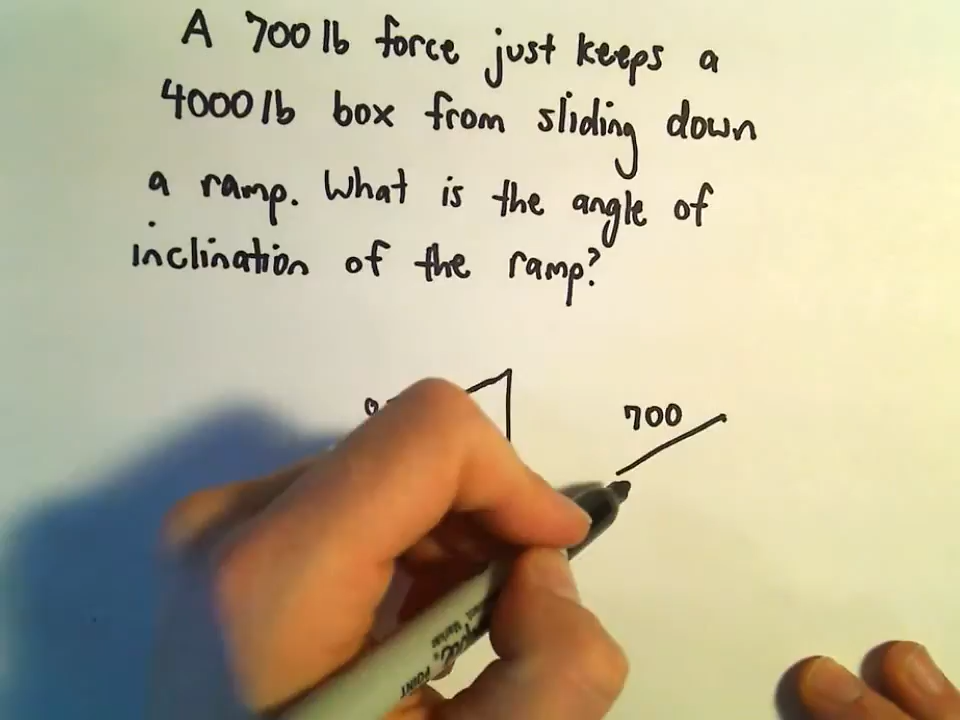 A 700 lb force just keeps a
4000 lb box from sliding down
a ramp. What is the angle of
inclination of the ramp?
700
POINT